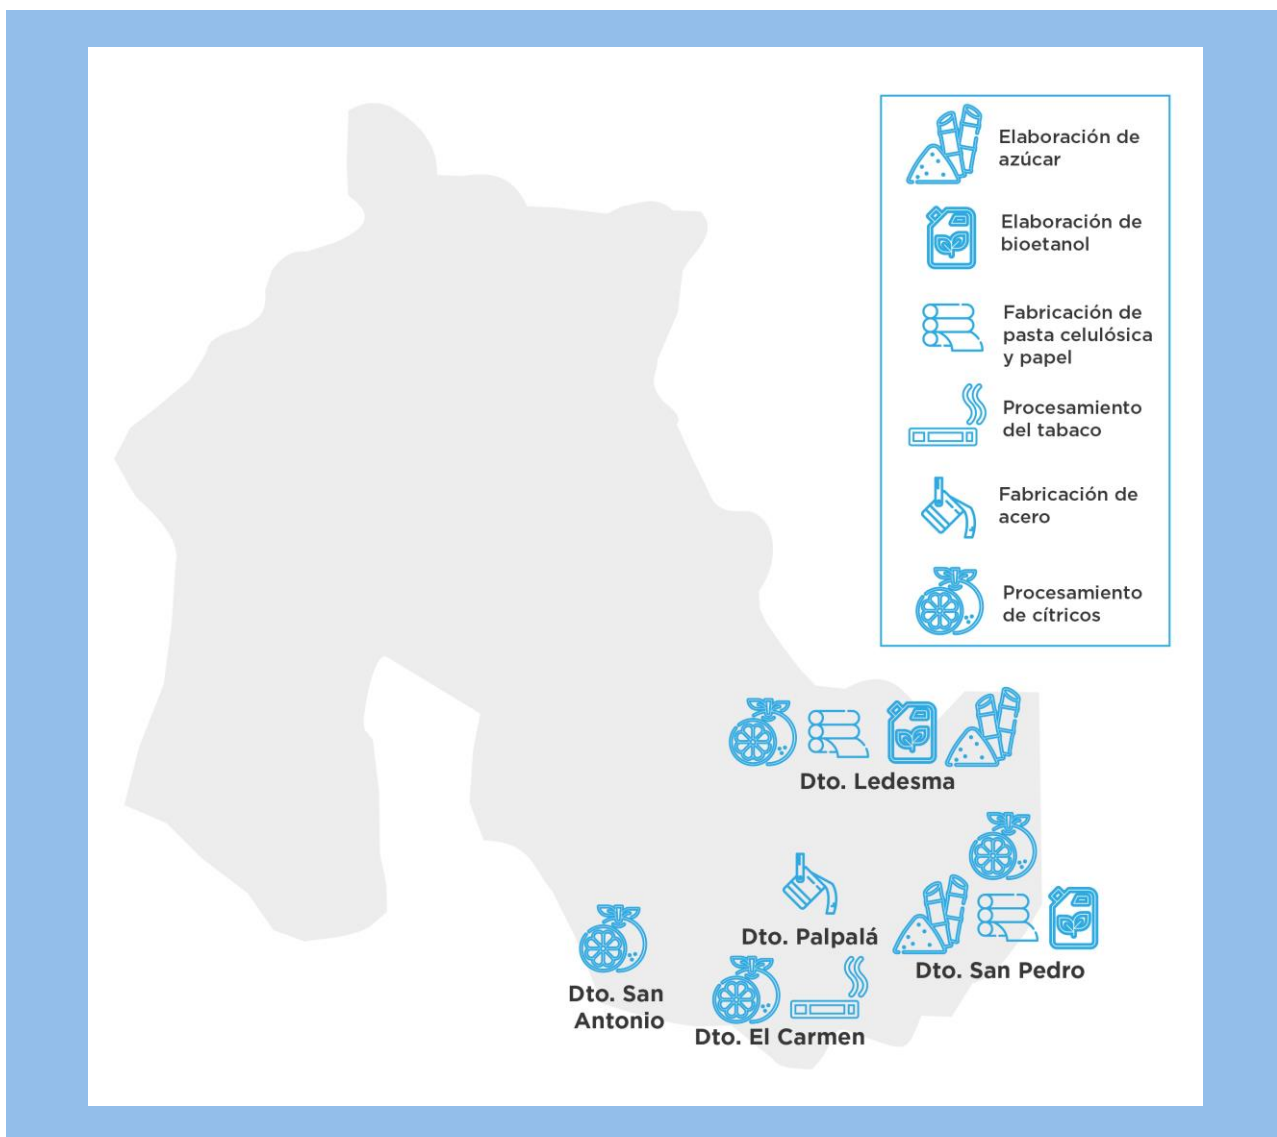 Elaboración de
azúcar
Elaboración de
bioetanol
Fabricación de
pasta celulósica
y papel
Procesamiento
del tabaco
Fabricación de
acero
Procesamiento
de cítricos
Dto. Ledesma
Dto. Palpalá
Dto. San Pedro
Dto. San
Antonio
Dto. El Carmen